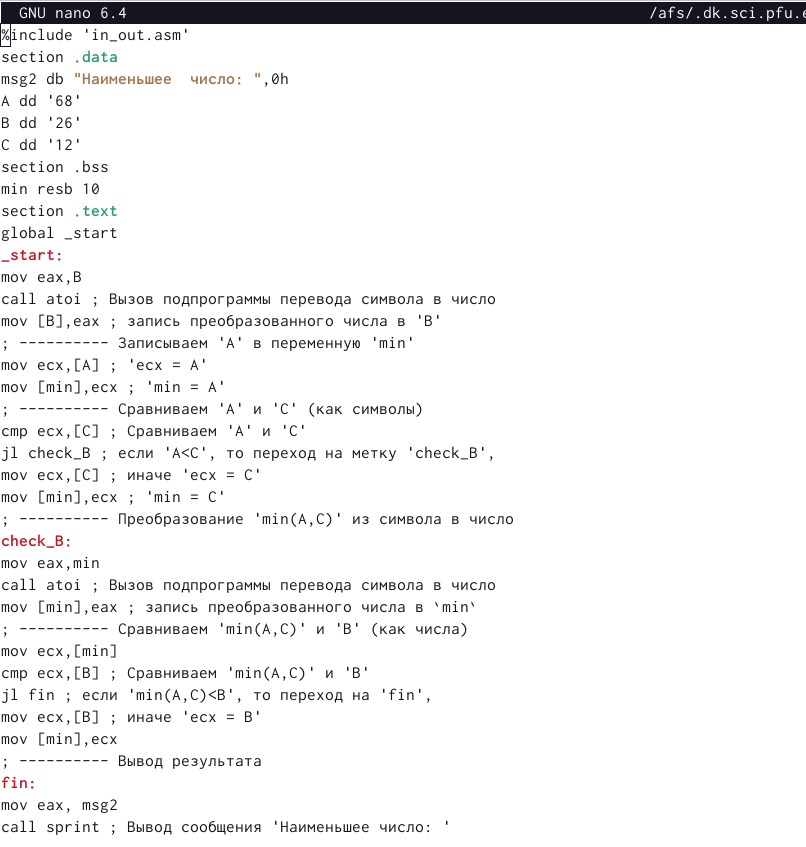 GNU nano 6.4 /afs/.dk.sci.pfu.e
%include 'in_out.asm'
section .data
msg2 db "Наименьшее  число: ",0h
A dd '68'
B dd '26'
C dd '12'
section .bss
min resb 10
section .text
global _start
_start:
mov eax,B
call atoi ; Вызов подпрограммы перевода символа в число
mov [B],eax ; запись преобразованного числа в 'B'
; ---------- Записываем 'A' в переменную 'min'
mov ecx,[A] ; 'ecx = A'
mov [min],ecx ; 'min = A'
; ---------- Сравниваем 'A' и 'С' (как символы)
cmp ecx,[C] ; Сравниваем 'A' и 'С'
jl check_B ; если 'A<C', то переход на метку 'check_B',
mov ecx,[C] ; иначе 'ecx = C'
mov [min],ecx ; 'min = C'
; ---------- Преобразование 'min(A,C)' из символа в число
check_B:
mov eax,min
call atoi ; Вызов подпрограммы перевода символа в число
mov [min],eax ; запись преобразованного числа в `min`
; ---------- Сравниваем 'min(A,C)' и 'B' (как числа)
mov ecx,[min]
cmp ecx,[B] ; Сравниваем 'min(A,C)' и 'B'
jl fin ; если 'min(A,C)<B', то переход на 'fin',
mov ecx,[B] ; иначе 'ecx = B'
mov [min],ecx
; ---------- Вывод результата
fin:
mov eax, msg2
call sprint ; Вывод сообщения 'Наименьшее число: '